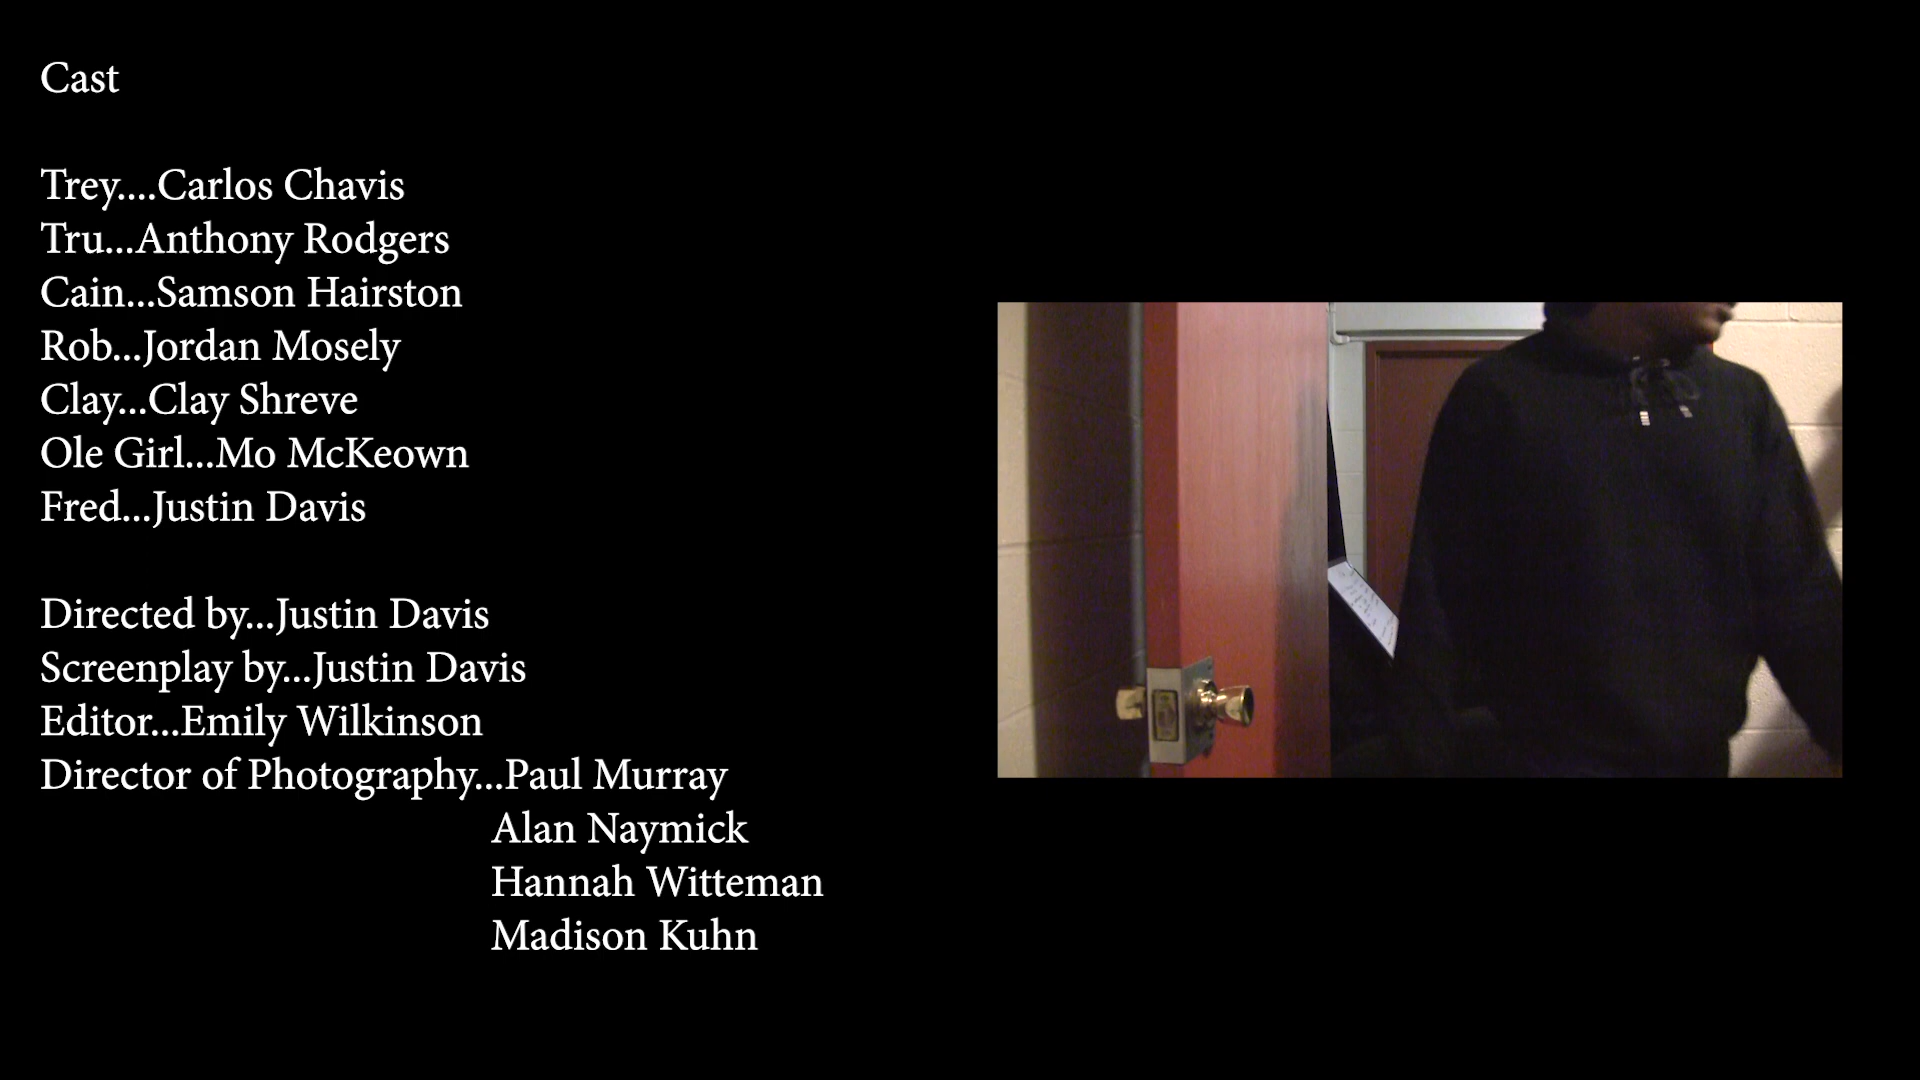 Cast
Trey....Carlos Chavis
Tru...Anthony Rodgers
Cain...Samson Hairston
Rob...Jordan Mosely
Clay...Clay Shreve
Ole Girl...Mo McKeown
Fred...Justin Davis
Directed by...Justin Davis
Screenplay by...Justin Davis
Editor...Emily Wilkinson
Director of Photography...Paul Murray
Alan Naymick
Hannah Witteman
Madison Kuhn